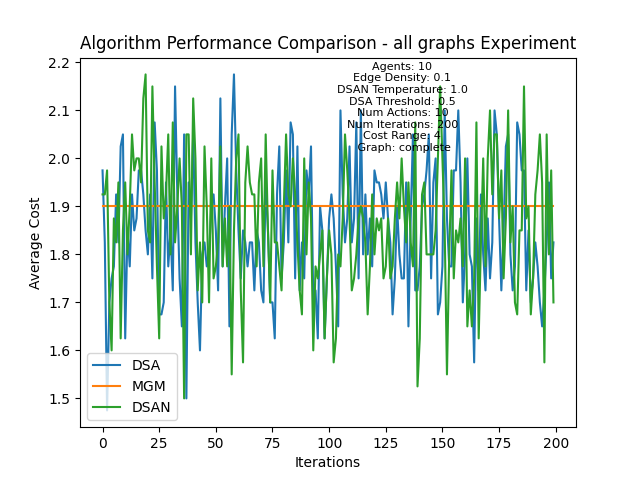 Algorithm Performance Comparison - all graphs Experiment
Agents: 10
Edge Density: 0.1
DSAN Temperature: 1.0
DSA Threshold: 0.5
Num Actions: 10
Num Iterations: 200
Cost Range: 4
Graph: complete
2.2
2.1
2.0
1.9
1.8
1.7
1.6
1.5
Average Cost
DSA
MGM
DSAN
0 25 50 75 100 125 150 175 200
Iterations